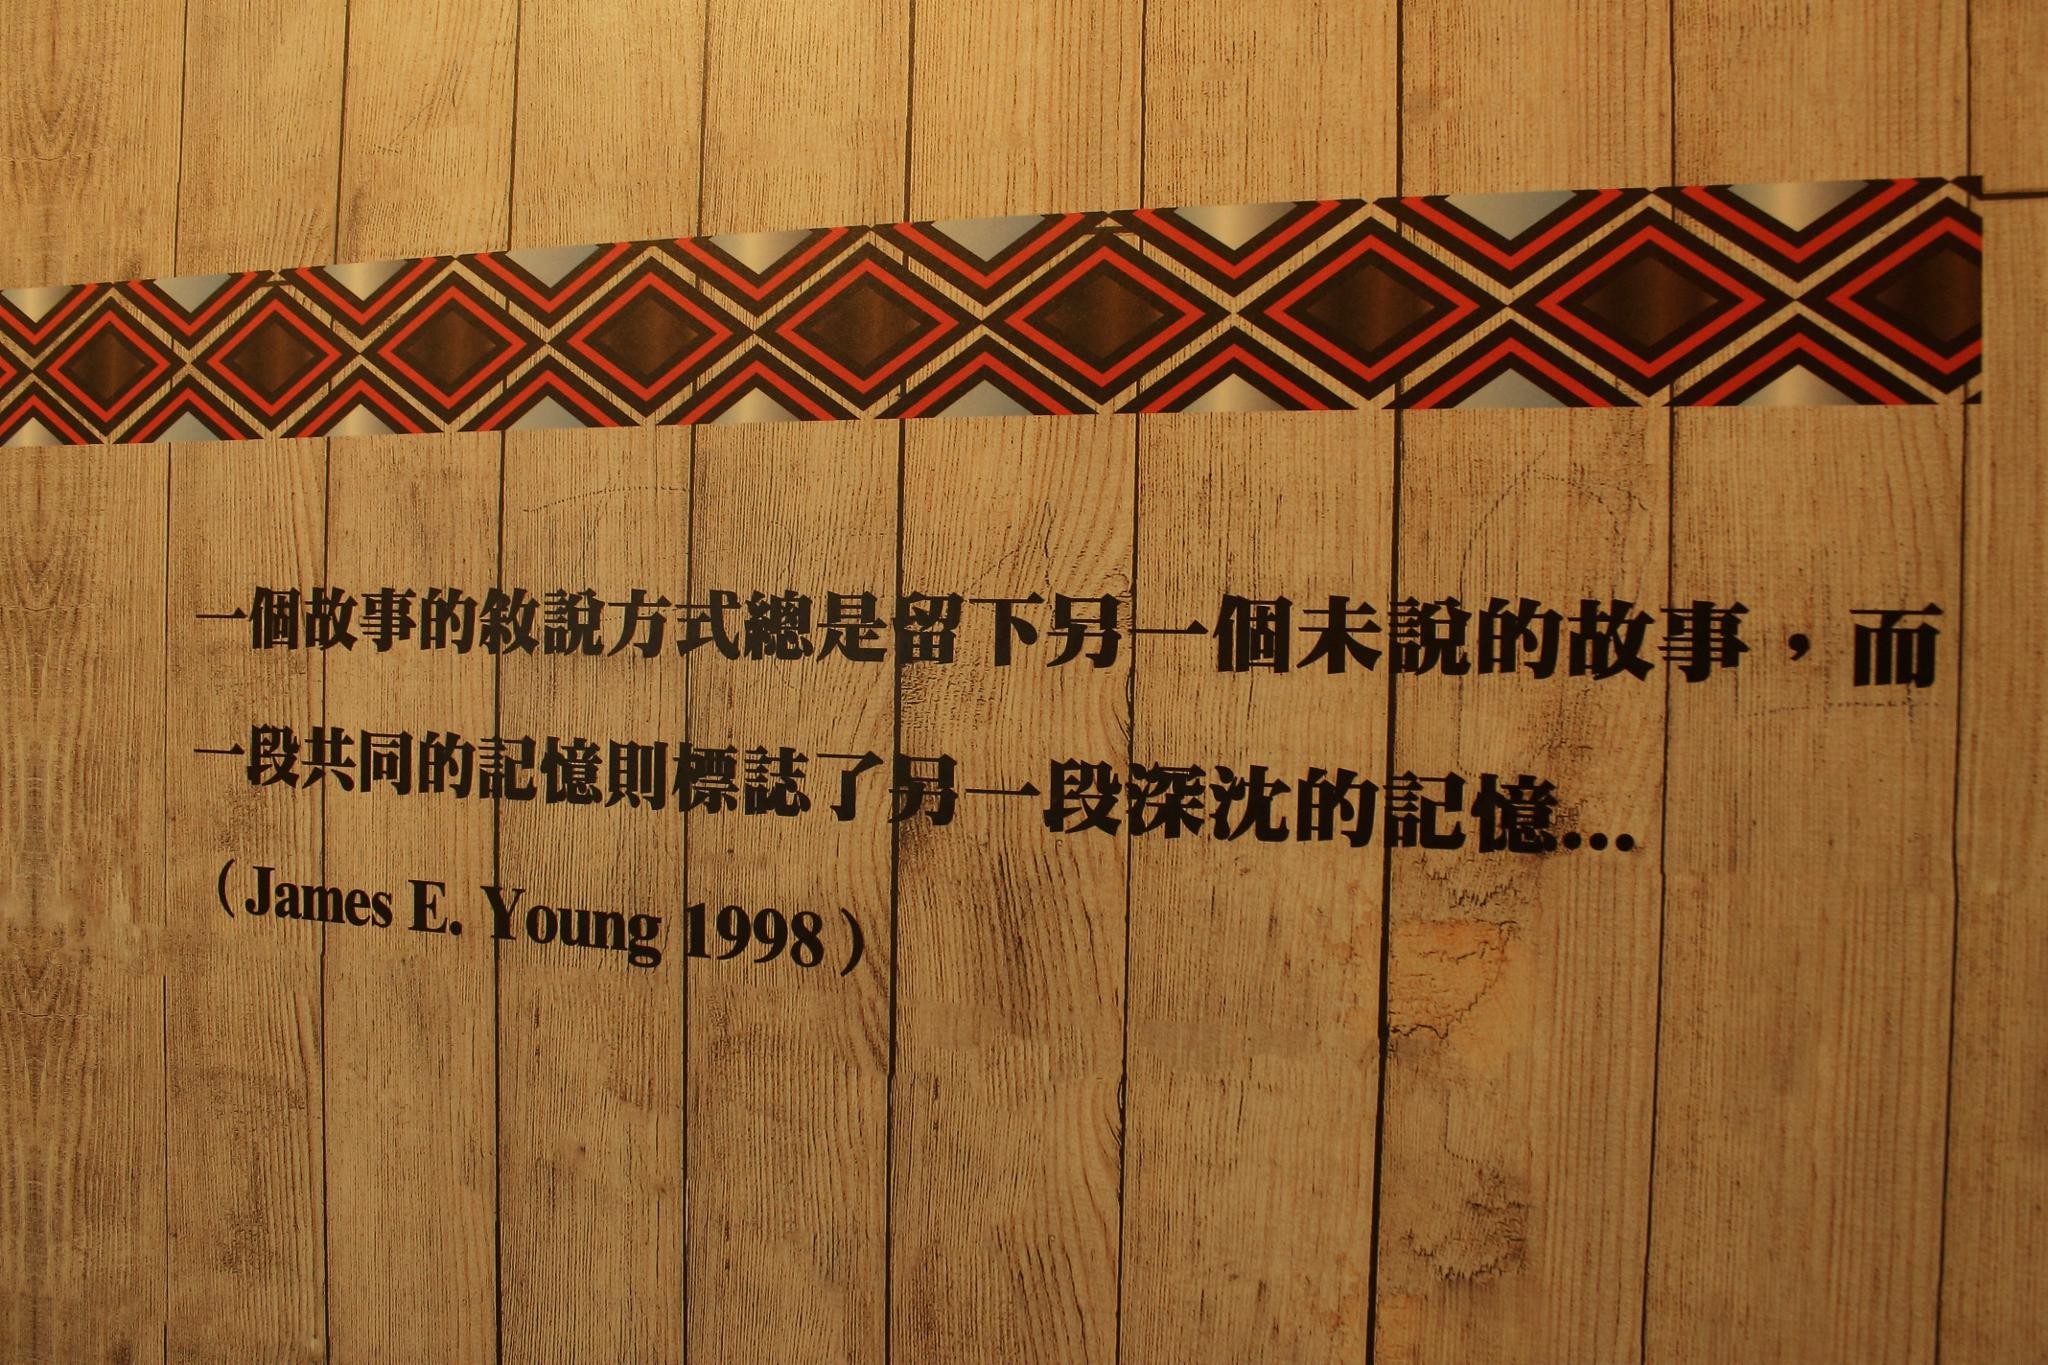 一個故事的敘說方式總是留下另一個未說的故事，而
一段共同的記憶則標誌了另一段深沈的記憶...
（James E. Young 1998）